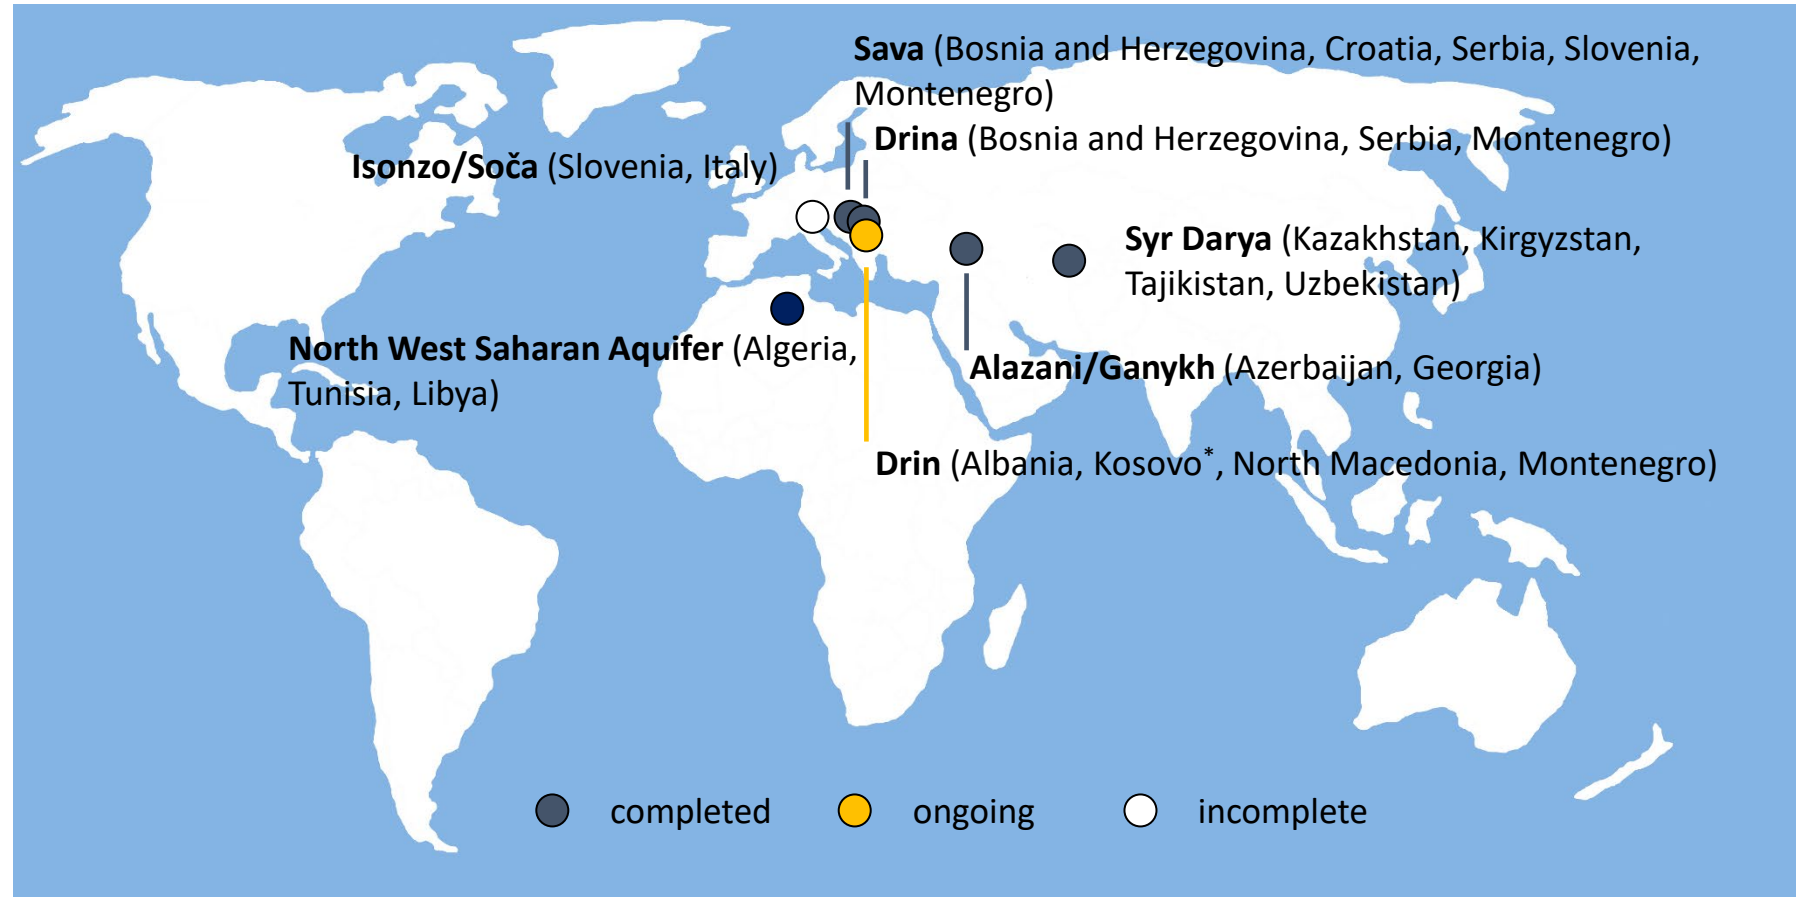 Sava (Bosnia and Herzegovina, Croatia, Serbia, Slovenia,
Montenegro)
Drina (Bosnia and Herzegovina, Serbia, Montenegro)
Isonzo/Soča (Slovenia, Italy)
Syr Darya (Kazakhstan, Kirgyzstan,
Tajikistan, Uzbekistan)
North West Saharan Aquifer (Algeria,
Tunisia, Libya)
Alazani/Ganykh (Azerbaijan, Georgia)
Drin (Albania, Kosovo*, North Macedonia, Montenegro)
completed
ongoing
incomplete